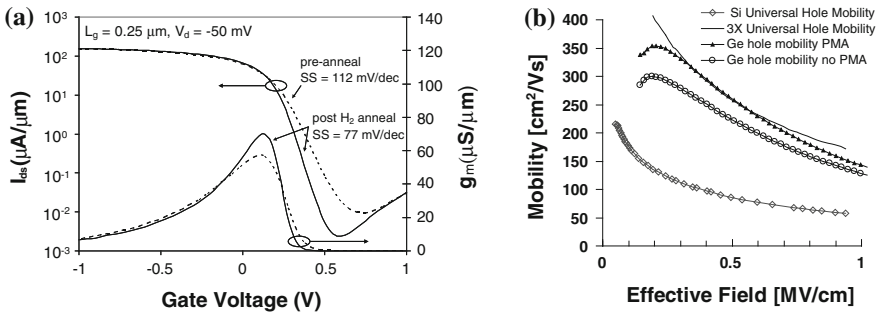 (a)
L_g = 0.25 µm, V_d = -50 mV
pre-anneal
SS = 112 mV/dec
post H_2 anneal
SS = 77 mV/dec
I_ds(µA/µm)
10^3
10^2
10^1
10^0
10^-1
10^-2
10^-3
g_m(µS/µm)
140
120
100
80
60
40
20
0
-1
-0.5
0
0.5
1
Gate Voltage (V)
(b)
Si Universal Hole Mobility
3X Universal Hole Mobility
Ge hole mobility PMA
Ge hole mobility no PMA
Mobility [cm^2/Vs]
400
350
300
250
200
150
100
50
0
0
0.5
1
Effective Field [MV/cm]